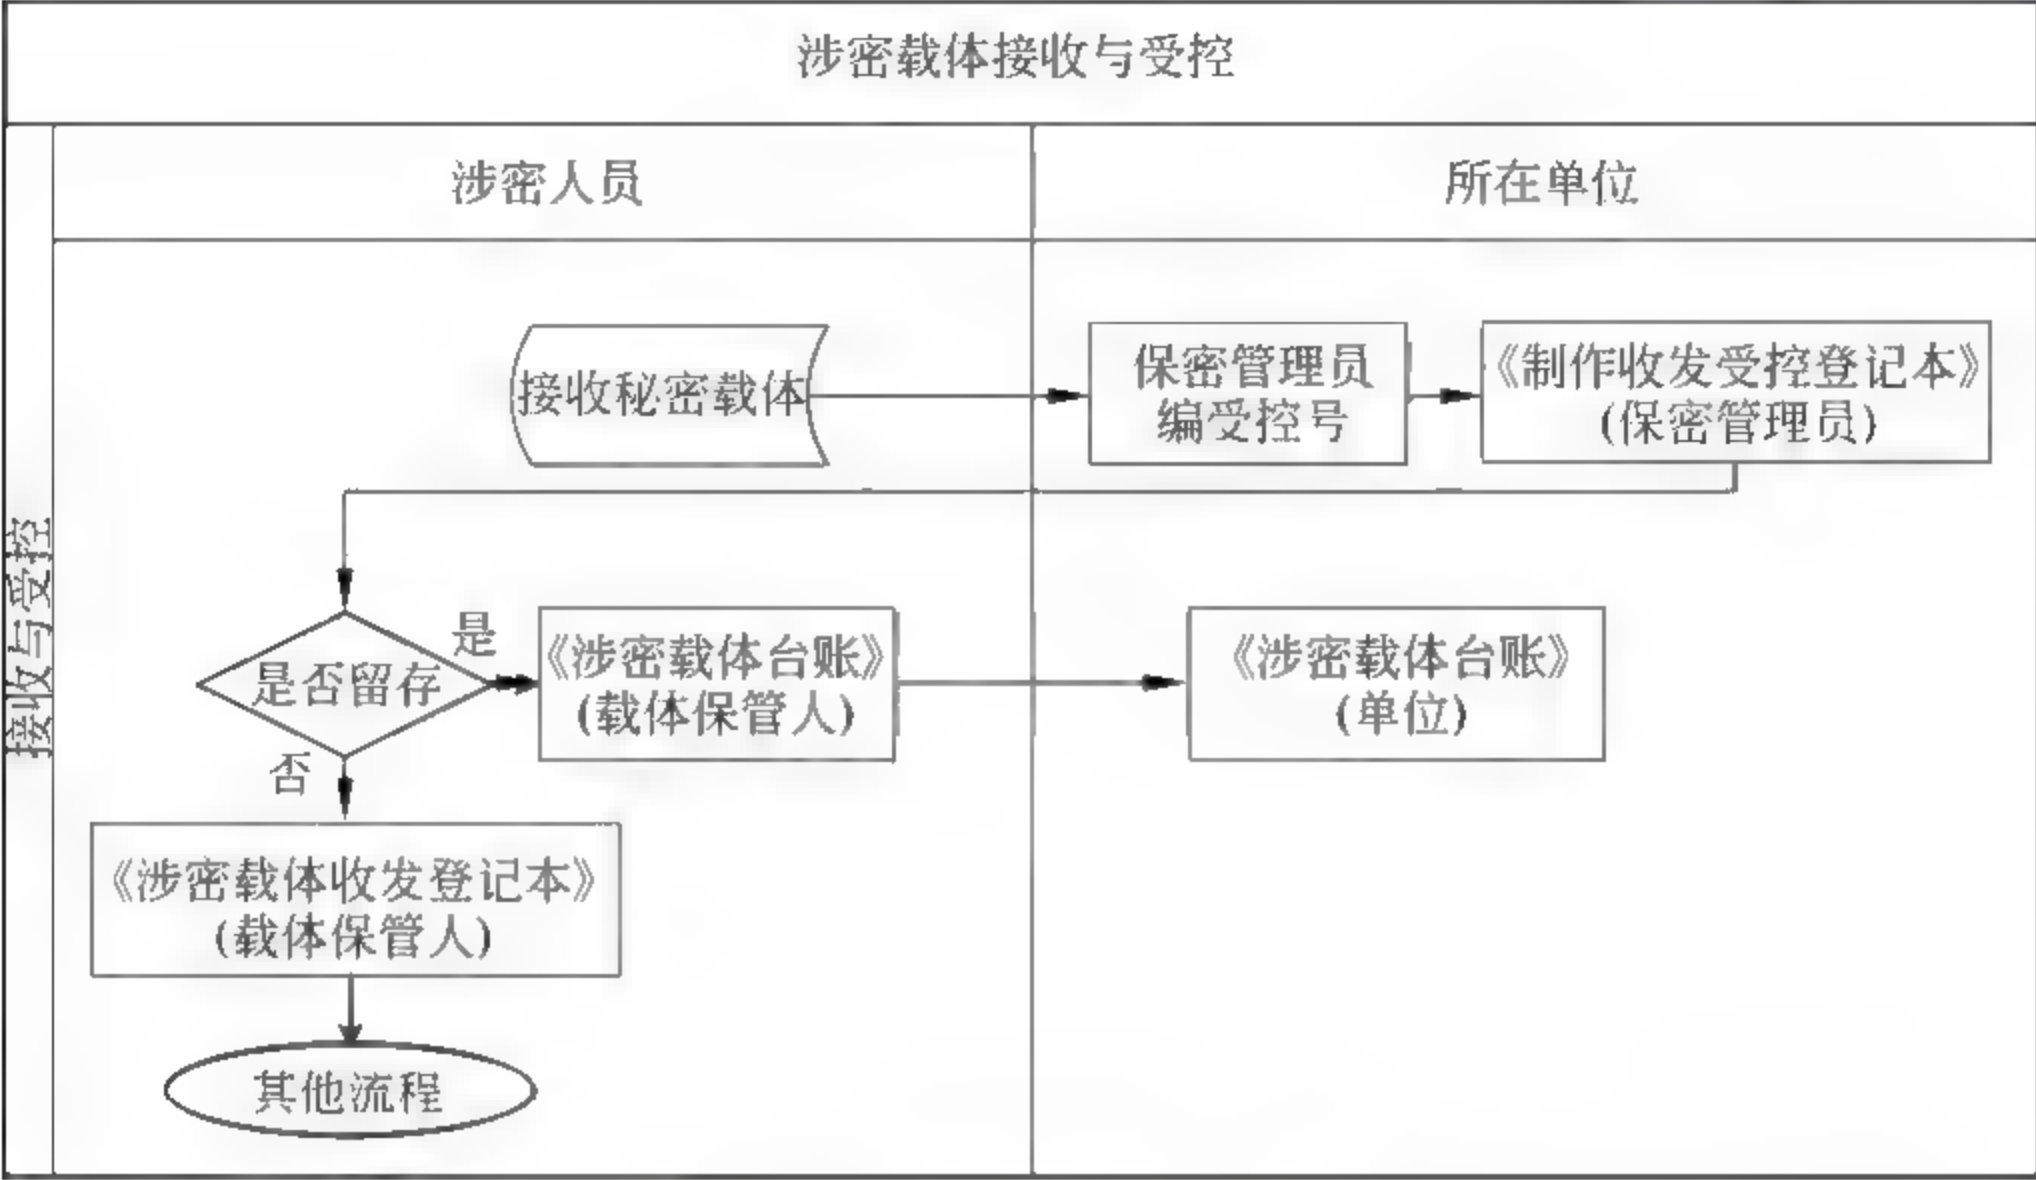 涉密载体接收与受控
涉密人员
所在单位
接收与受控
接收秘密载体
保密管理员
编受控号
《制作收发受控登记本》
(保密管理员)
是否留存
是
《涉密载体台账》
(载体保管人)
《涉密载体台账》
(单位)
否
《涉密载体收发登记本》
(载体保管人)
其他流程